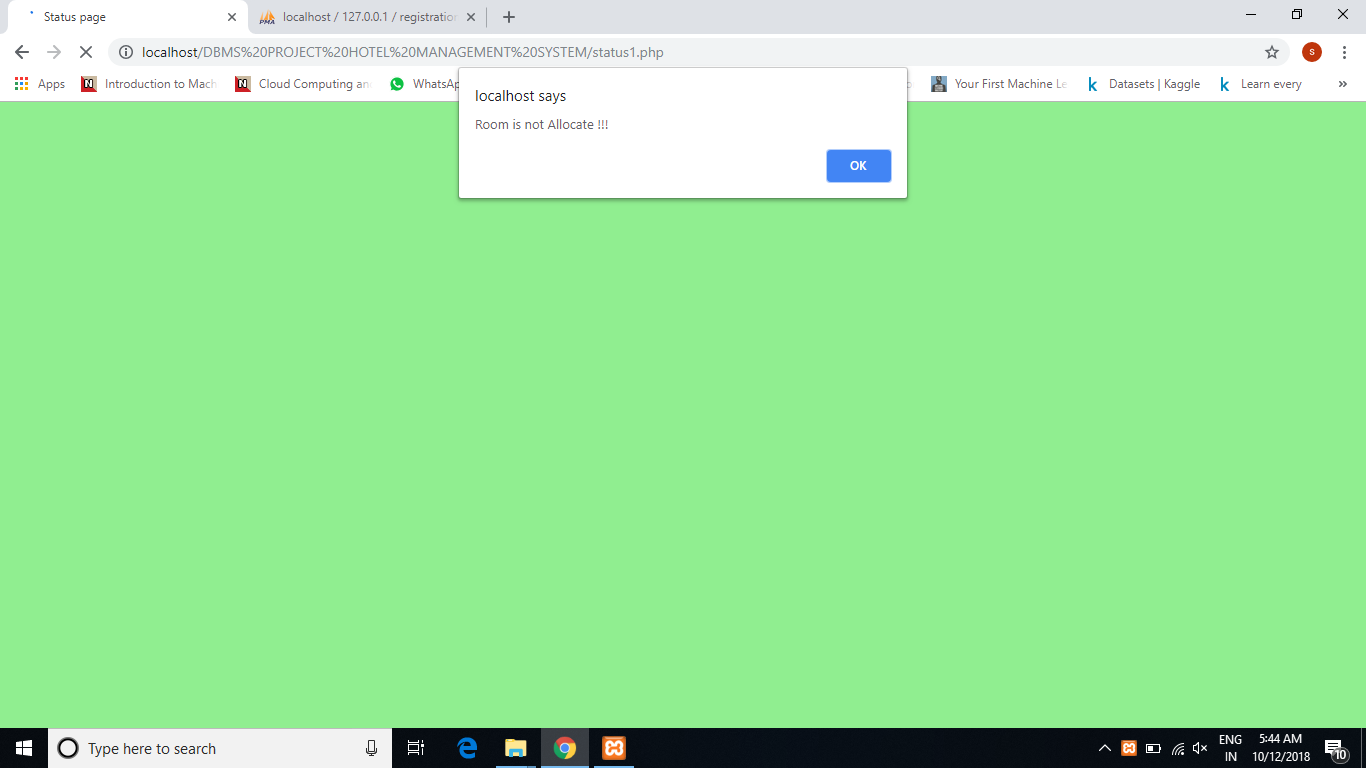 Status page
localhost / 127.0.0.1 / registration
localhost/DBMS%20PROJECT%20HOTEL%20MANAGEMENT%20SYSTEM/status1.php
s
Apps
Introduction to Mach
Cloud Computing an
WhatsAp
Your First Machine Le
Datasets | Kaggle
Learn every
localhost says
Room is not Allocate !!!
OK
Type here to search
ENG
IN
5:44 AM
10/12/2018
10